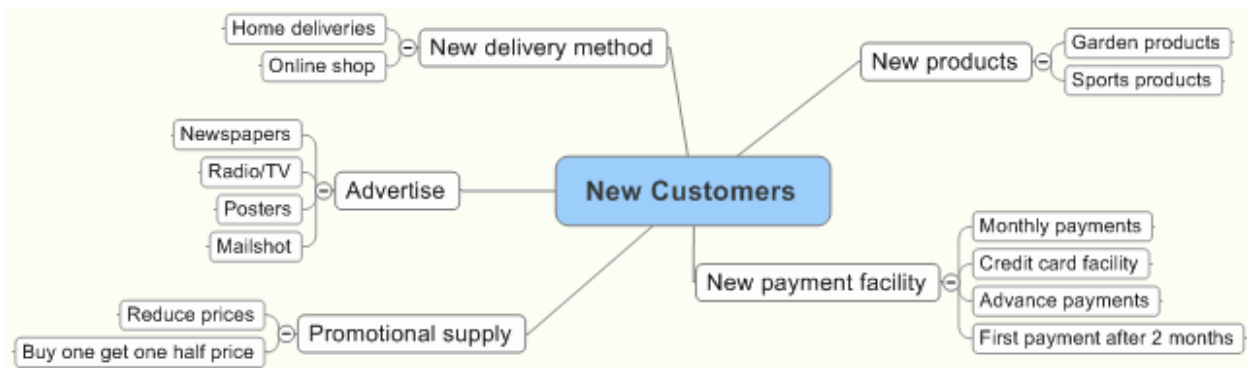 Home deliveries
Online shop
New delivery method
New products
Garden products
Sports products
Newspapers
Radio/TV
Posters
Mailshot
Advertise
New Customers
Monthly payments
Credit card facility
Advance payments
First payment after 2 months
New payment facility
Reduce prices
Buy one get one half price
Promotional supply